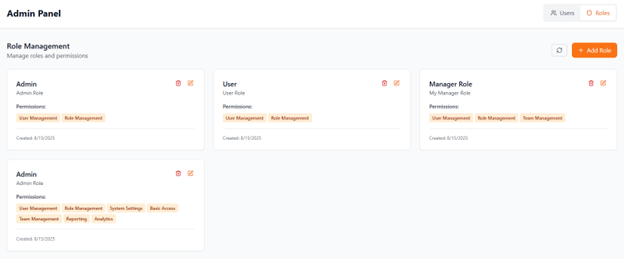 Admin Panel
Users
Roles
Role Management
Manage roles and permissions
+ Add Role
Admin
Admin Role
Permissions:
User Management Role Management
Created: 8/15/2025
User
User Role
Permissions:
User Management Role Management
Created: 8/15/2025
Manager Role
My Manager Role
Permissions:
User Management Role Management Team Management
Created: 8/15/2025
Admin
Admin Role
Permissions:
User Management Role Management System Settings Basic Access
Team Management Reporting Analytics
Created: 8/15/2025